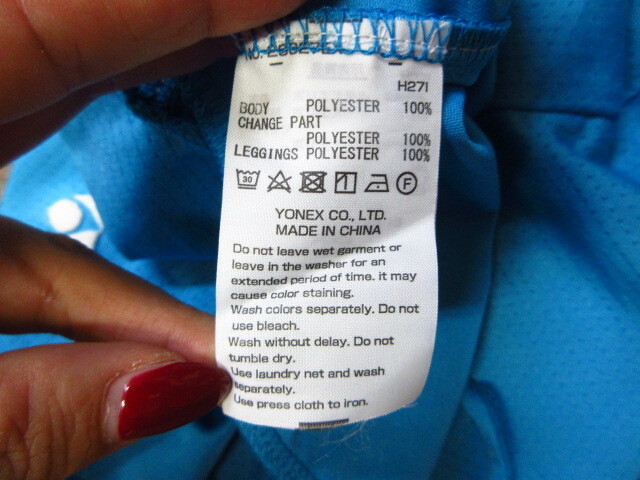 H271
BODY POLYESTER 100%
CHANGE PART
POLYESTER 100%
LEGGINGS POLYESTER 100%
30 F
YONEX CO., LTD.
MADE IN CHINA
Do not leave wet garment or
leave in the washer for an
extended period of time. it may
cause color staining.
Wash colors separately. Do not
use bleach.
Wash without delay. Do not
tumble dry.
Use laundry net and wash
separately.
Use press cloth to iron.